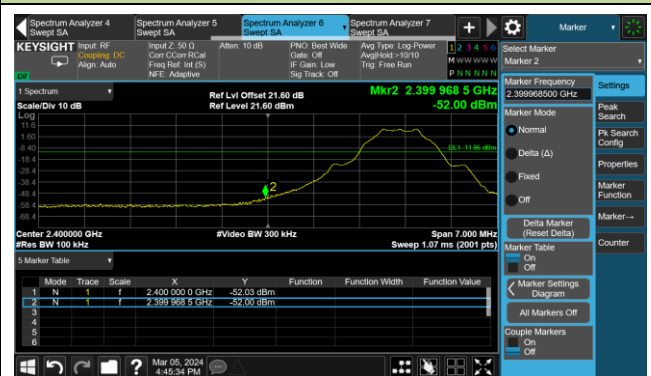 Spectrum Analyzer 4
Swept SA
Spectrum Analyzer 5
Swept SA
Spectrum Analyzer 6
Swept SA
Spectrum Analyzer 7
Swept SA
Marker
KEYSIGHT
Input: RF
Coupling: DC
Align: Auto
Input Z: 50 Ω
Corr CCorr RCal
Freq Ref: Int (S)
NFE: Adaptive
Atten: 10 dB
PNO: Best Wide
Gate: Off
IF Gain: Low
Sig Track: Off
Avg Type: Log-Power
Avg|Hold:>10/10
Trig: Free Run
1 2 3 4 5 6
M W W W W W
P N N N N N
LXI
Select Marker
Marker 2
1 Spectrum
Scale/Div 10 dB
Log
Ref Lvl Offset 21.60 dB
Ref Level 21.60 dBm
Mkr2 2.399 968 5 GHz
-52.00 dBm
11.6
1.60
-8.40
-18.4
-28.4
-38.4
-48.4
-58.4
-68.4
DL1 -11.95 dBm
2
Center 2.400000 GHz
#Res BW 100 kHz
#Video BW 300 kHz
Span 7.000 MHz
Sweep 1.07 ms (2001 pts)
5 Marker Table
Mode Trace Scale X Y Function Function Width Function Value
1 N 1 f 2.400 000 0 GHz -52.03 dBm
2 N 1 f 2.399 968 5 GHz -52.00 dBm
3
4
5
6
Marker Frequency
2.399968500 GHz
Marker Mode
Normal
Delta (Δ)
Fixed
Off
Delta Marker
(Reset Delta)
Marker Table
On
Off
Marker Settings
Diagram
All Markers Off
Couple Markers
On
Off
Settings
Peak
Search
Pk Search
Config
Properties
Marker
Function
Marker→
Counter
?
Mar 05, 2024
4:45:34 PM